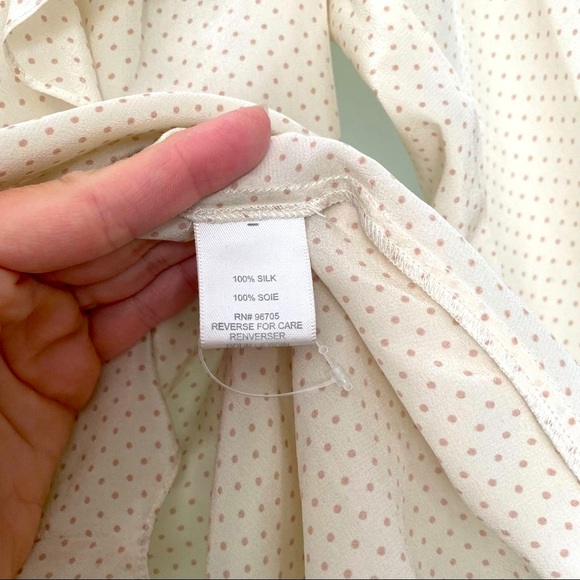 100% SILK
100% SOIE
RN# 96705
REVERSE FOR CARE
RENVERSER